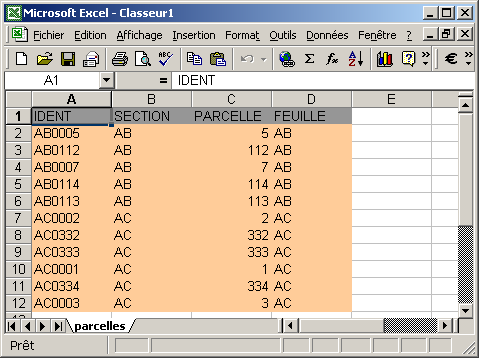 Microsoft Excel - Classeur1
Fichier Edition Affichage Insertion Format Outils Données Fenêtre ?
A1 = IDENT
A B C D E
1 IDENT SECTION PARCELLE FEUILLE
2 AB0005 AB 5 AB
3 AB0112 AB 112 AB
4 AB0007 AB 7 AB
5 AB0114 AB 114 AB
6 AB0113 AB 113 AB
7 AC0002 AC 2 AC
8 AC0332 AC 332 AC
9 AC0333 AC 333 AC
10 AC0001 AC 1 AC
11 AC0334 AC 334 AC
12 AC0003 AC 3 AC
parcelles
Prêt